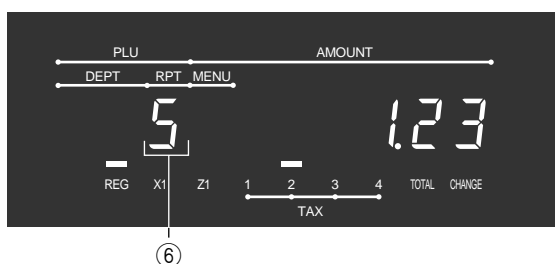 PLU AMOUNT
DEPT RPT MENU
5 1.23
REG X1 Z1 1 2 3 4 TOTAL CHANGE
TAX
⑥